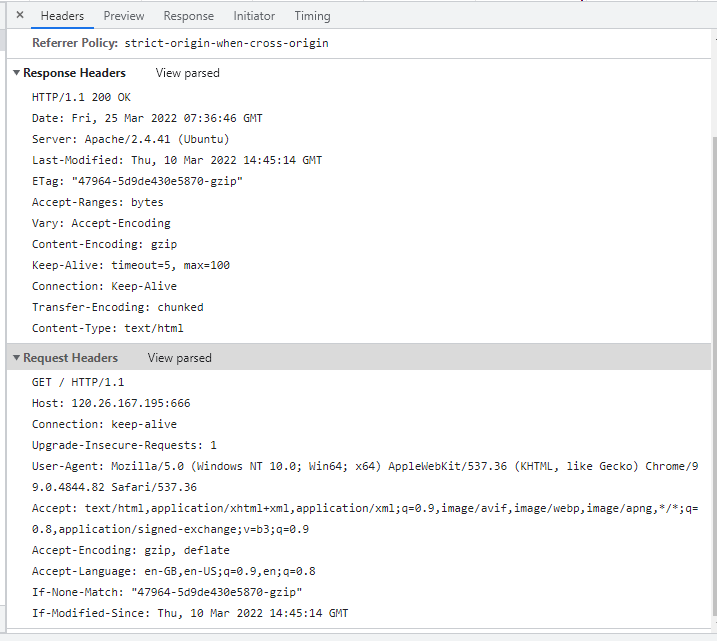 Headers Preview Response Initiator Timing
Referrer Policy: strict-origin-when-cross-origin
Response Headers View parsed
HTTP/1.1 200 OK
Date: Fri, 25 Mar 2022 07:36:46 GMT
Server: Apache/2.4.41 (Ubuntu)
Last-Modified: Thu, 10 Mar 2022 14:45:14 GMT
ETag: "47964-5d9de430e5870-gzip"
Accept-Ranges: bytes
Vary: Accept-Encoding
Content-Encoding: gzip
Keep-Alive: timeout=5, max=100
Connection: Keep-Alive
Transfer-Encoding: chunked
Content-Type: text/html
Request Headers View parsed
GET / HTTP/1.1
Host: 120.26.167.195:666
Connection: keep-alive
Upgrade-Insecure-Requests: 1
User-Agent: Mozilla/5.0 (Windows NT 10.0; Win64; x64) AppleWebKit/537.36 (KHTML, like Gecko) Chrome/9
9.0.4844.82 Safari/537.36
Accept: text/html,application/xhtml+xml,application/xml;q=0.9,image/avif,image/webp,image/apng,*/*;q=
0.8,application/signed-exchange;v=b3;q=0.9
Accept-Encoding: gzip, deflate
Accept-Language: en-GB,en-US;q=0.9,en;q=0.8
If-None-Match: "47964-5d9de430e5870-gzip"
If-Modified-Since: Thu, 10 Mar 2022 14:45:14 GMT